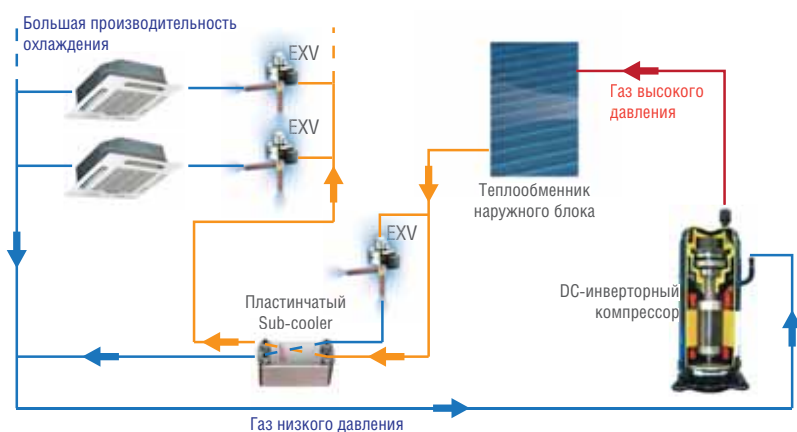 Большая производительность
охлаждения
EXV
EXV
Газ высокого
давления
Теплообменник
наружного блока
EXV
DC-инверторный
компрессор
Пластинчатый
Sub-cooler
Газ низкого давления